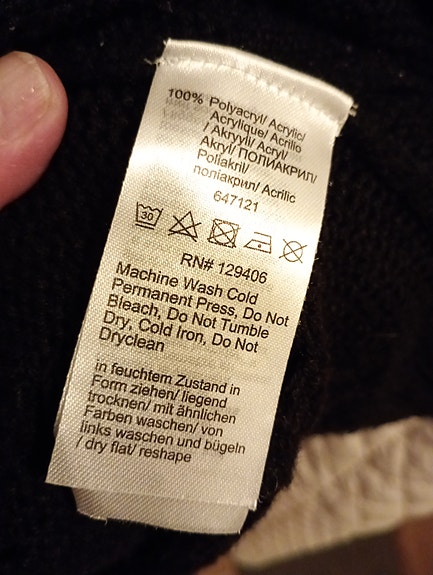 100% Polyacryl/ Acrylic/
Acrylique/ Acrilico
/ Akryyli/ Acryl/
Akryl/ ПОЛИАКРИЛ/
Poliakril/
поліакрил/ Acrilic
647121
30
RN# 129406
Machine Wash Cold
Permanent Press, Do Not
Bleach, Do Not Tumble
Dry, Cold Iron, Do Not
Dryclean
in feuchtem Zustand in
Form ziehen/ liegend
trocknen/ mit ähnlichen
Farben waschen/ von
links waschen und bügeln
/ dry flat/ reshape